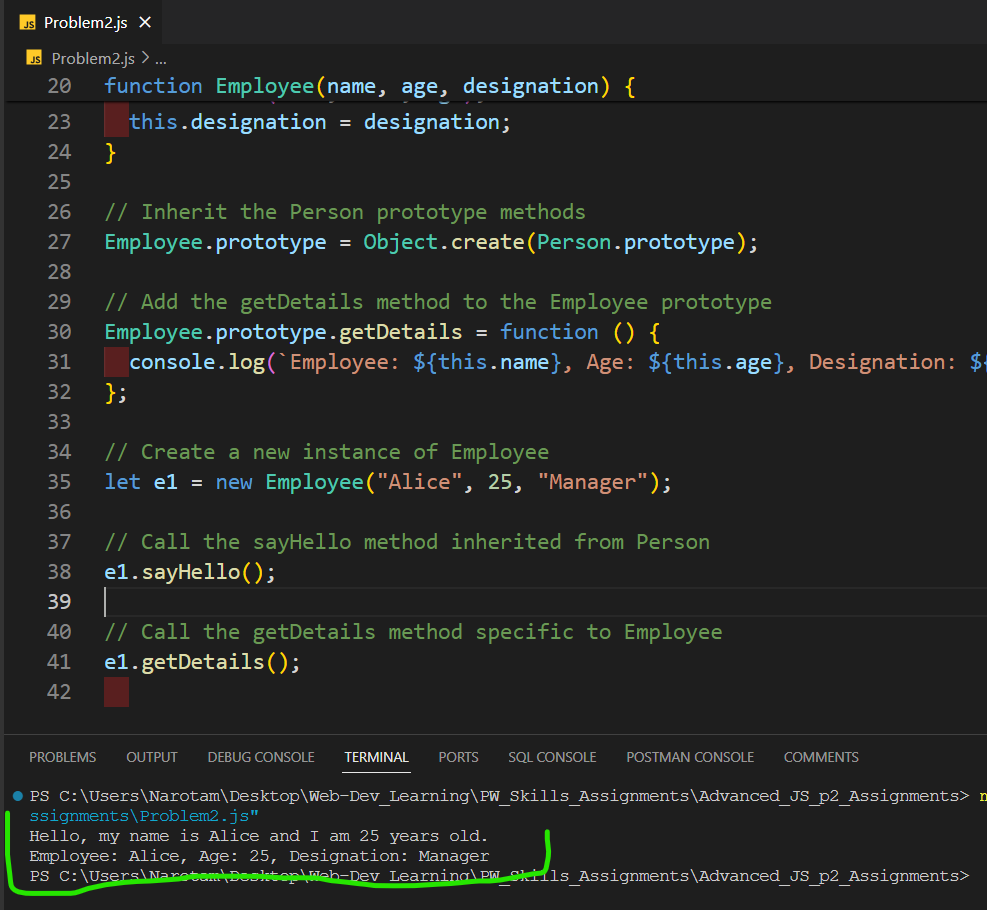 JS Problem2.js ×
JS Problem2.js > ...
20 function Employee(name, age, designation) {
23 this.designation = designation;
24 }
25
26 // Inherit the Person prototype methods
27 Employee.prototype = Object.create(Person.prototype);
28
29 // Add the getDetails method to the Employee prototype
30 Employee.prototype.getDetails = function () {
31 console.log(`Employee: ${this.name}, Age: ${this.age}, Designation: ${
32 };
33
34 // Create a new instance of Employee
35 let e1 = new Employee("Alice", 25, "Manager");
36
37 // Call the sayHello method inherited from Person
38 e1.sayHello();
39
40 // Call the getDetails method specific to Employee
41 e1.getDetails();
42
PROBLEMS OUTPUT DEBUG CONSOLE TERMINAL PORTS SQL CONSOLE POSTMAN CONSOLE COMMENTS
PS C:\Users\Narotam\Desktop\Web-Dev_Learning\PW_Skills_Assignments\Advanced_JS_p2_Assignments>
ssignments\Problem2.js"
Hello, my name is Alice and I am 25 years old.
Employee: Alice, Age: 25, Designation: Manager
PS C:\Users\Narotam\Desktop\Web-Dev_Learning\PW_Skills_Assignments\Advanced_JS_p2_Assignments>